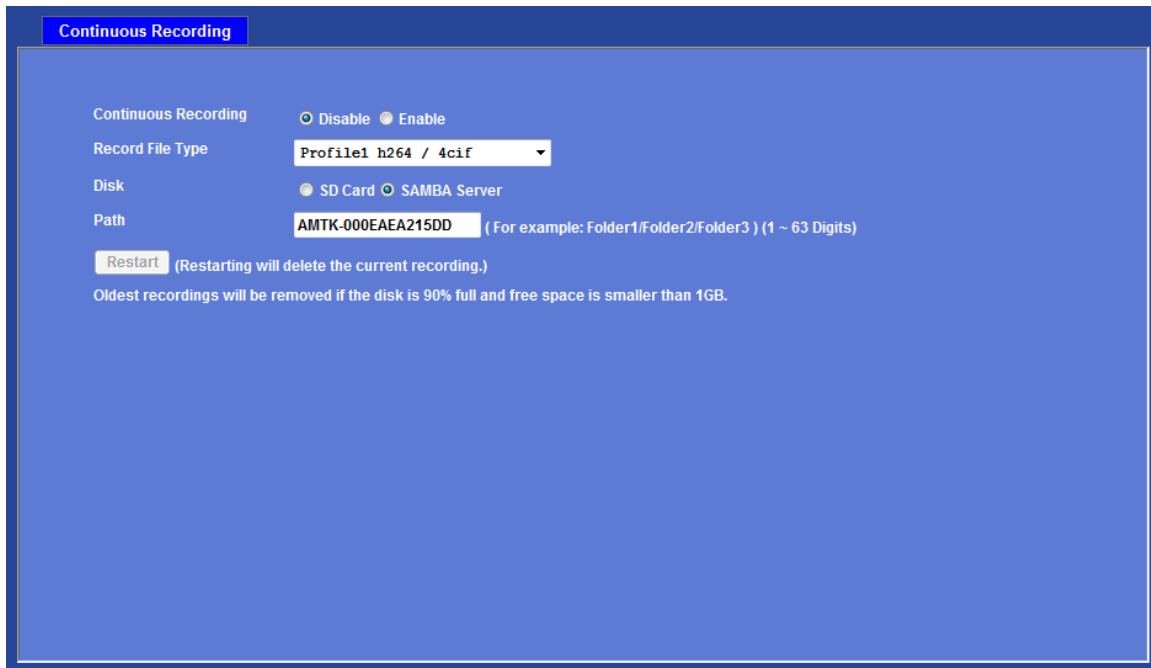 Continuous Recording
Continuous Recording Disable Enable
Record File Type Profile1 h264 / 4cif
Disk SD Card SAMBA Server
Path AMTK-000EAEA215DD ( For example: Folder1/Folder2/Folder3 ) (1 ~ 63 Digits)
Restart (Restarting will delete the current recording.)
Oldest recordings will be removed if the disk is 90% full and free space is smaller than 1GB.